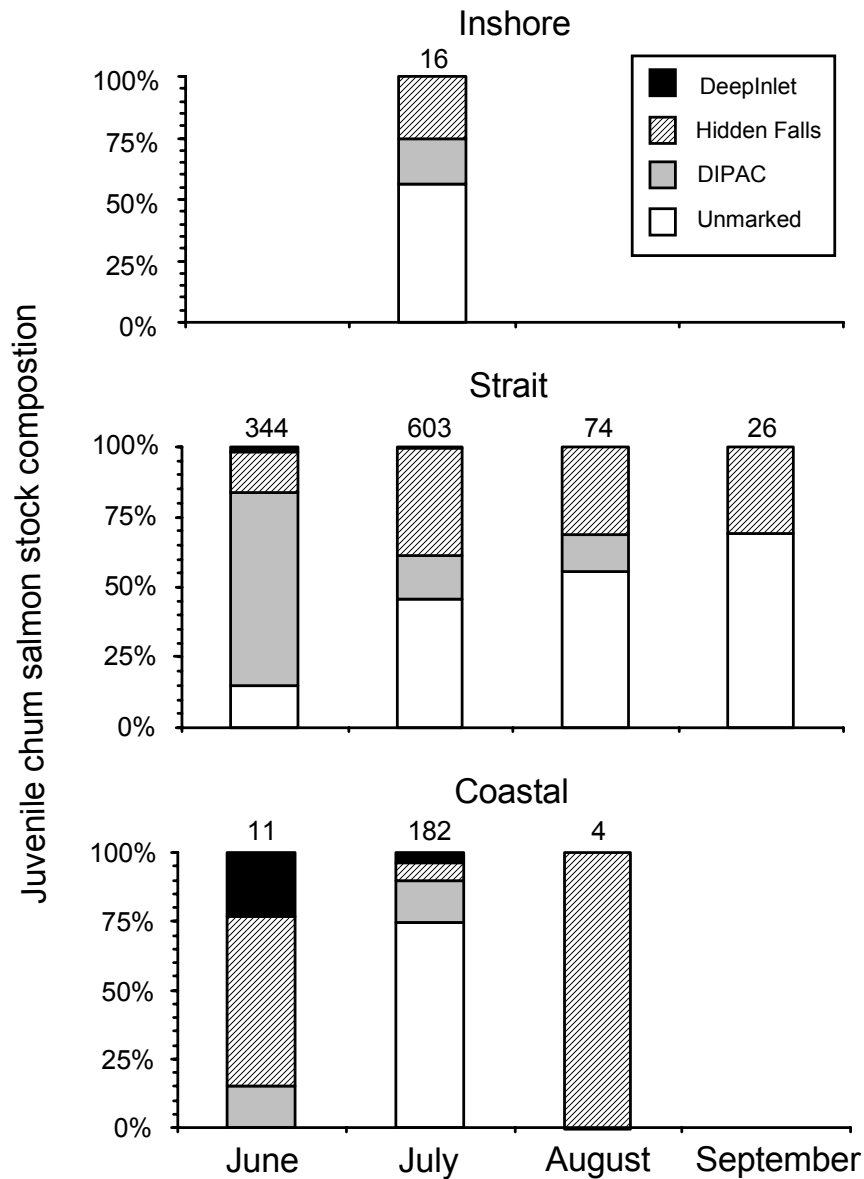 Inshore
16
100%
75%
50%
25%
0%
DeepInlet
Hidden Falls
DIPAC
Unmarked
Juvenile chum salmon stock compostion
Strait
344 603 74 26
100%
75%
50%
25%
0%
Coastal
11 182 4
100%
75%
50%
25%
0%
June July August September